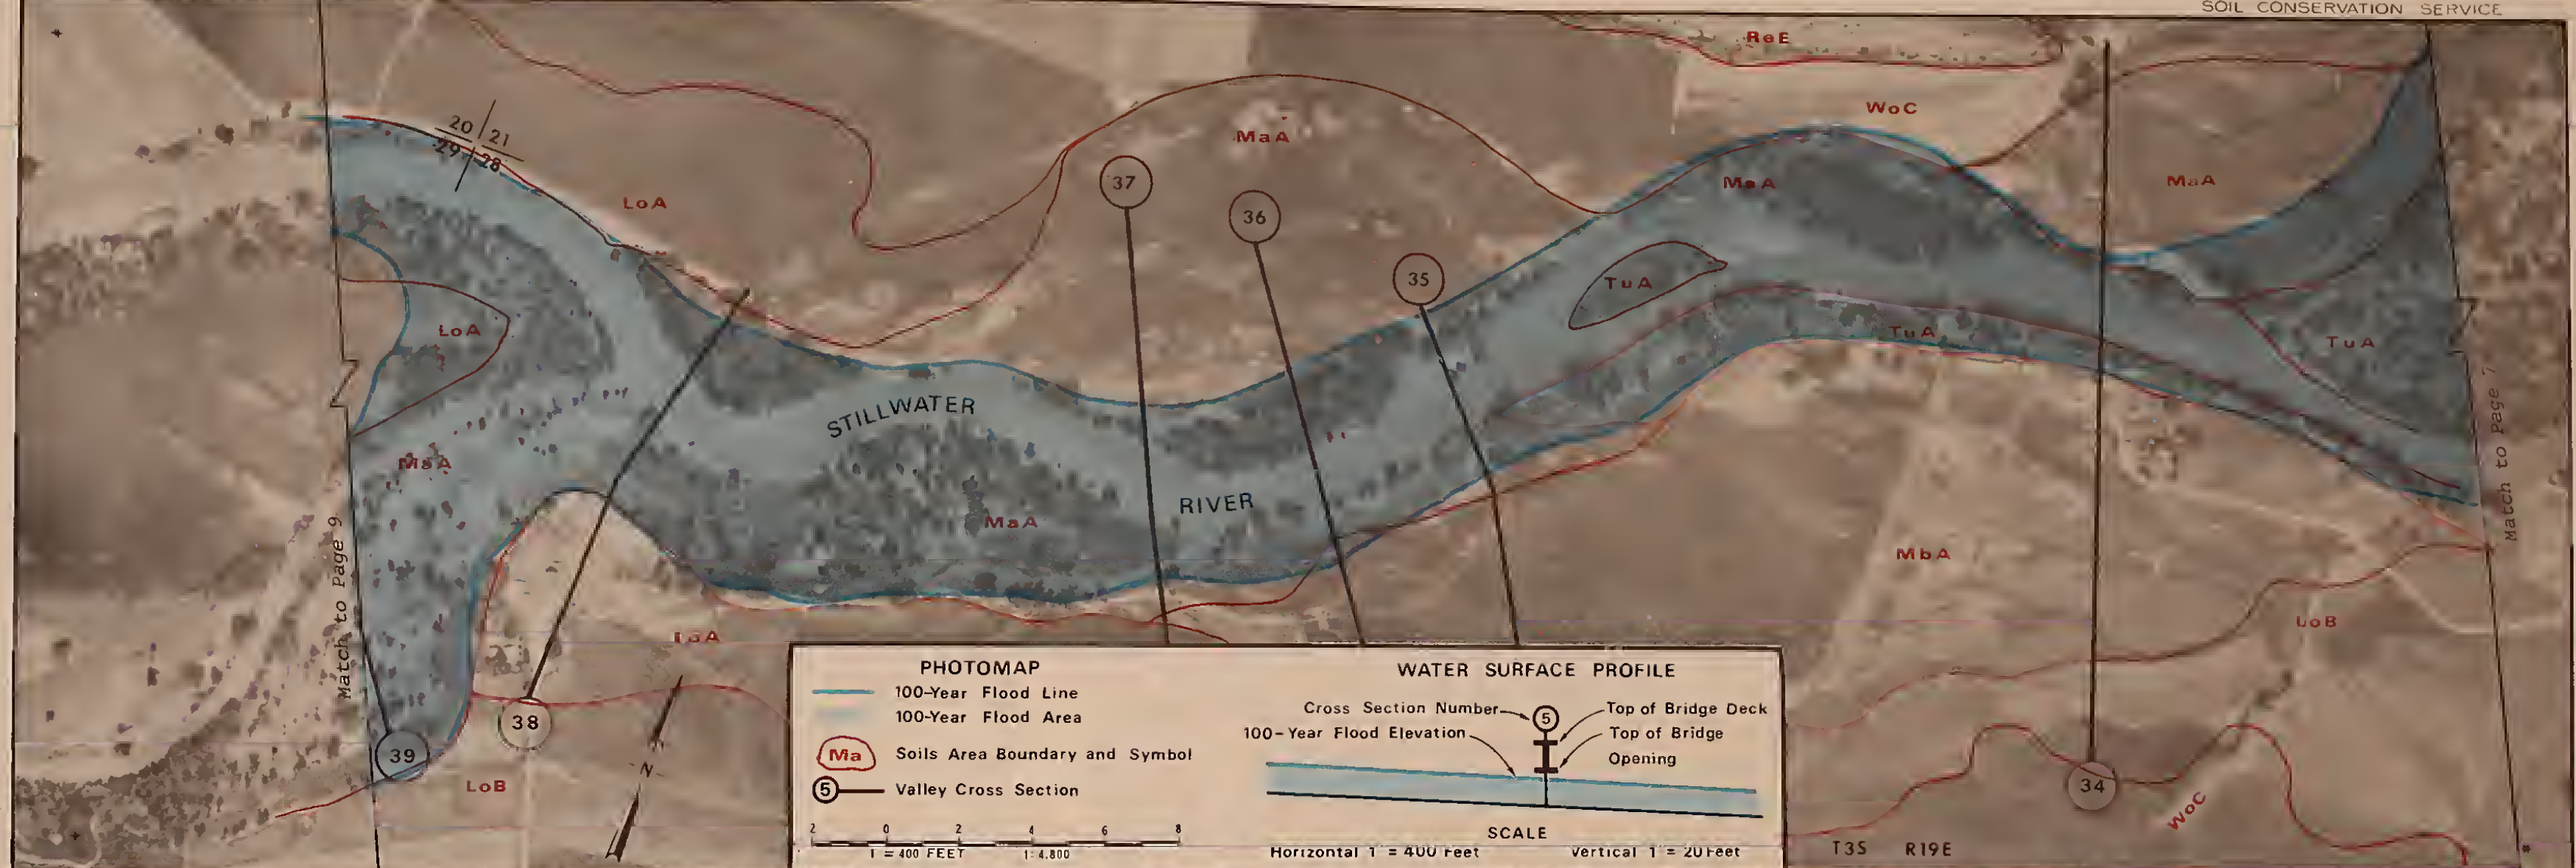 SOIL CONSERVATION SERVICE
ReE
WoC
20 21
29 28
MaA
LoA
37
MaA
MaA
36
35
TuA
LoA
TuA
TuA
STILLWATER
MaA
RIVER
MaA
MbA
Match to Page 9
Match to Page 7
LoB
38
39
LoB
N
34
WoC
T3S R19E
PHOTOMAP
100-Year Flood Line
100-Year Flood Area
Ma Soils Area Boundary and Symbol
5 Valley Cross Section
2 0 2 4 6 8
1" = 400 FEET 1:4,800
WATER SURFACE PROFILE
Cross Section Number
5
Top of Bridge Deck
100-Year Flood Elevation
Top of Bridge
Opening
SCALE
Horizontal 1" = 400 Feet Vertical 1" = 20 Feet